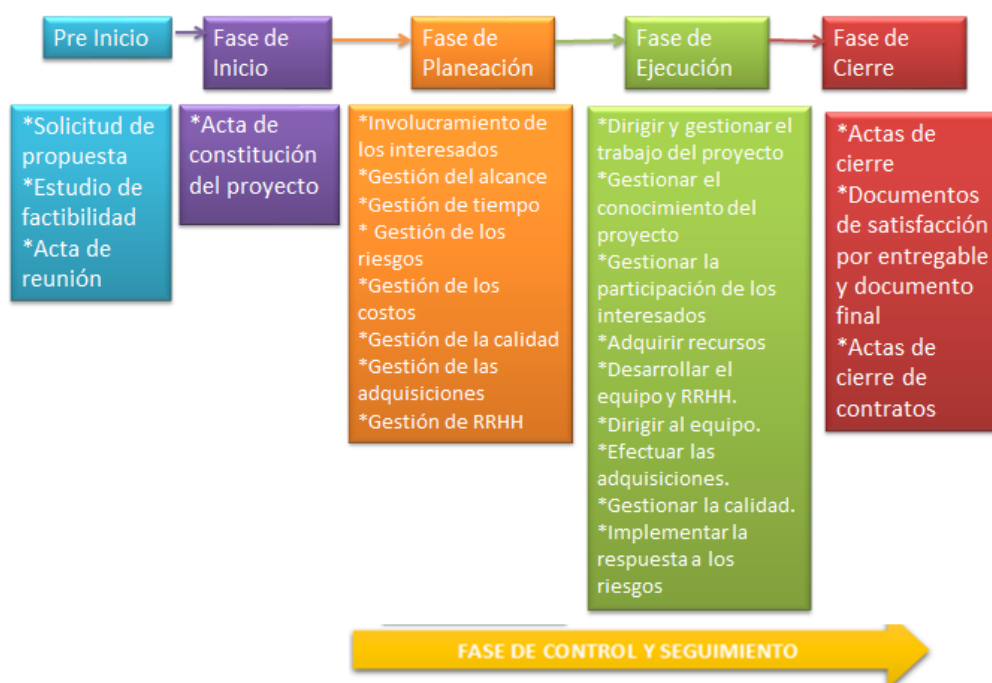 Pre Inicio
Fase de
Inicio
Fase de
Planeación
Fase de
Ejecución
Fase de
Cierre
*Solicitud de
propuesta
*Estudio de
factibilidad
*Acta de
reunión
*Acta de
constitución
del proyecto
*Involucramiento de
los interesados
*Gestión del alcance
*Gestión de tiempo
* Gestión de los
riesgos
*Gestión de los
costos
*Gestión de la calidad
*Gestión de las
adquisiciones
*Gestión de RRHH
*Dirigir y gestionar el
trabajo del proyecto
*Gestionar el
conocimiento del
proyecto
*Gestionar la
participación de los
interesados
*Adquirir recursos
*Desarrollar el
equipo y RRHH.
*Dirigir al equipo.
*Efectuar las
adquisiciones.
*Gestionar la calidad.
*Implementar la
respuesta a los
riesgos
*Actas de
cierre
*Documentos
de satisfacción
por entregable
y documento
final
*Actas de
cierre de
contratos
FASE DE CONTROL Y SEGUIMIENTO